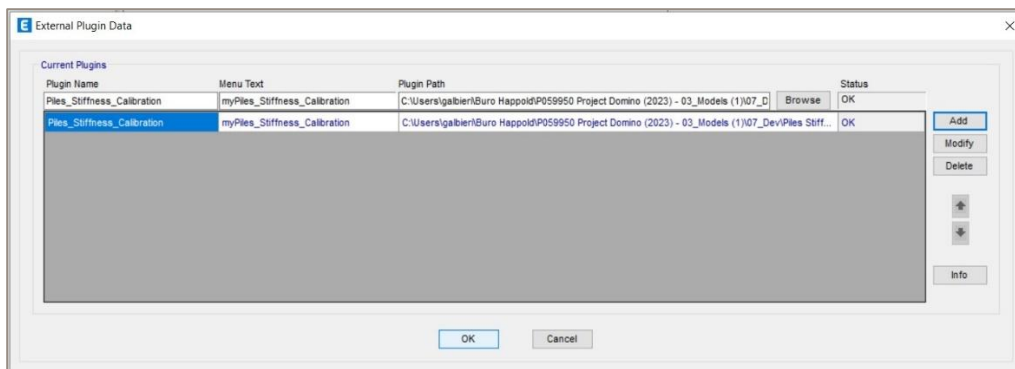 E External Plugin Data
Current Plugins
Plugin Name Menu Text Plugin Path Status
Piles_Stiffness_Calibration myPiles_Stiffness_Calibration C:\Users\galbieri\Buro Happold\P059950 Project Domino (2023) - 03_Models (1)\07_D Browse OK
Piles_Stiffness_Calibration myPiles_Stiffness_Calibration C:\Users\galbieri\Buro Happold\P059950 Project Domino (2023) - 03_Models (1)\07_Dev\Piles Stiff... OK
Add
Modify
Delete
Info
OK Cancel